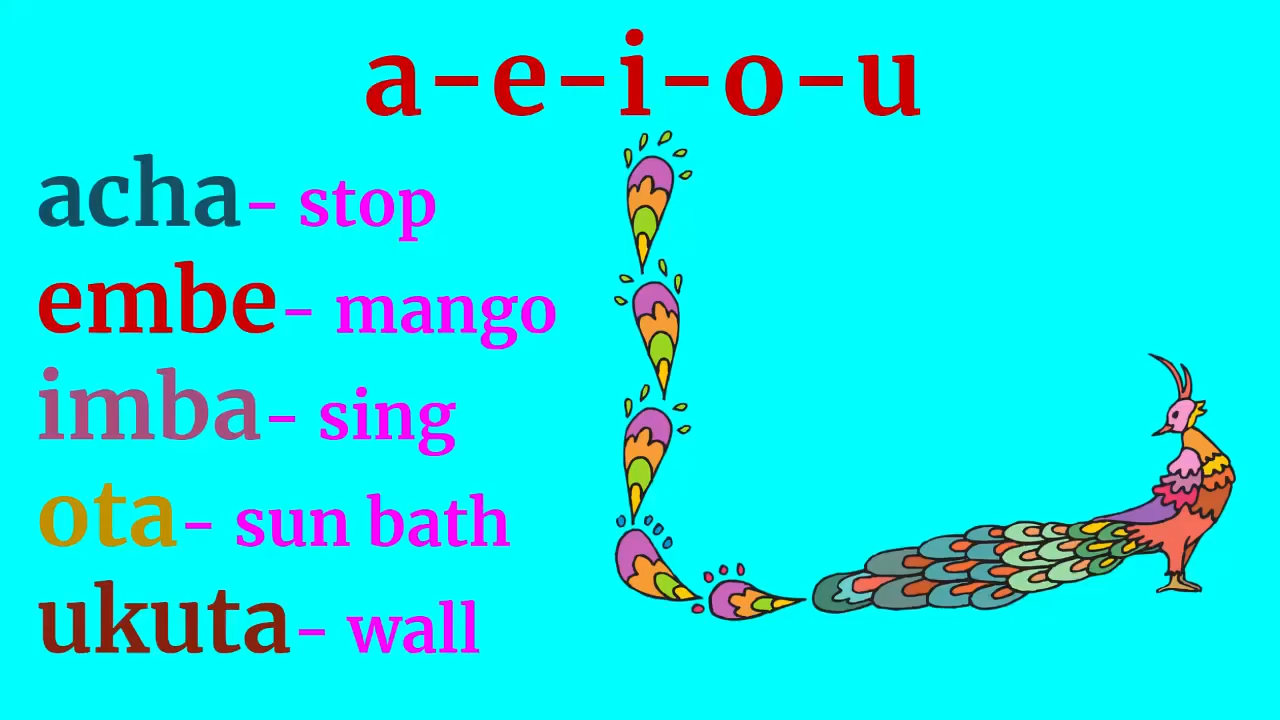 a-e-i-o-u
acha- stop
embe- mango
imba- sing
ota- sun bath
ukuta- wall